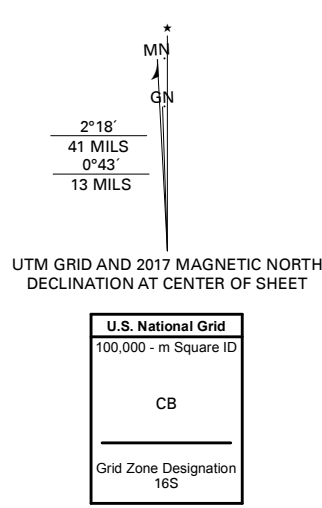 ★
MN
GN
2°18´
41 MILS
0°43´
13 MILS
UTM GRID AND 2017 MAGNETIC NORTH
DECLINATION AT CENTER OF SHEET
U.S. National Grid
100,000 - m Square ID
CB
Grid Zone Designation
16S